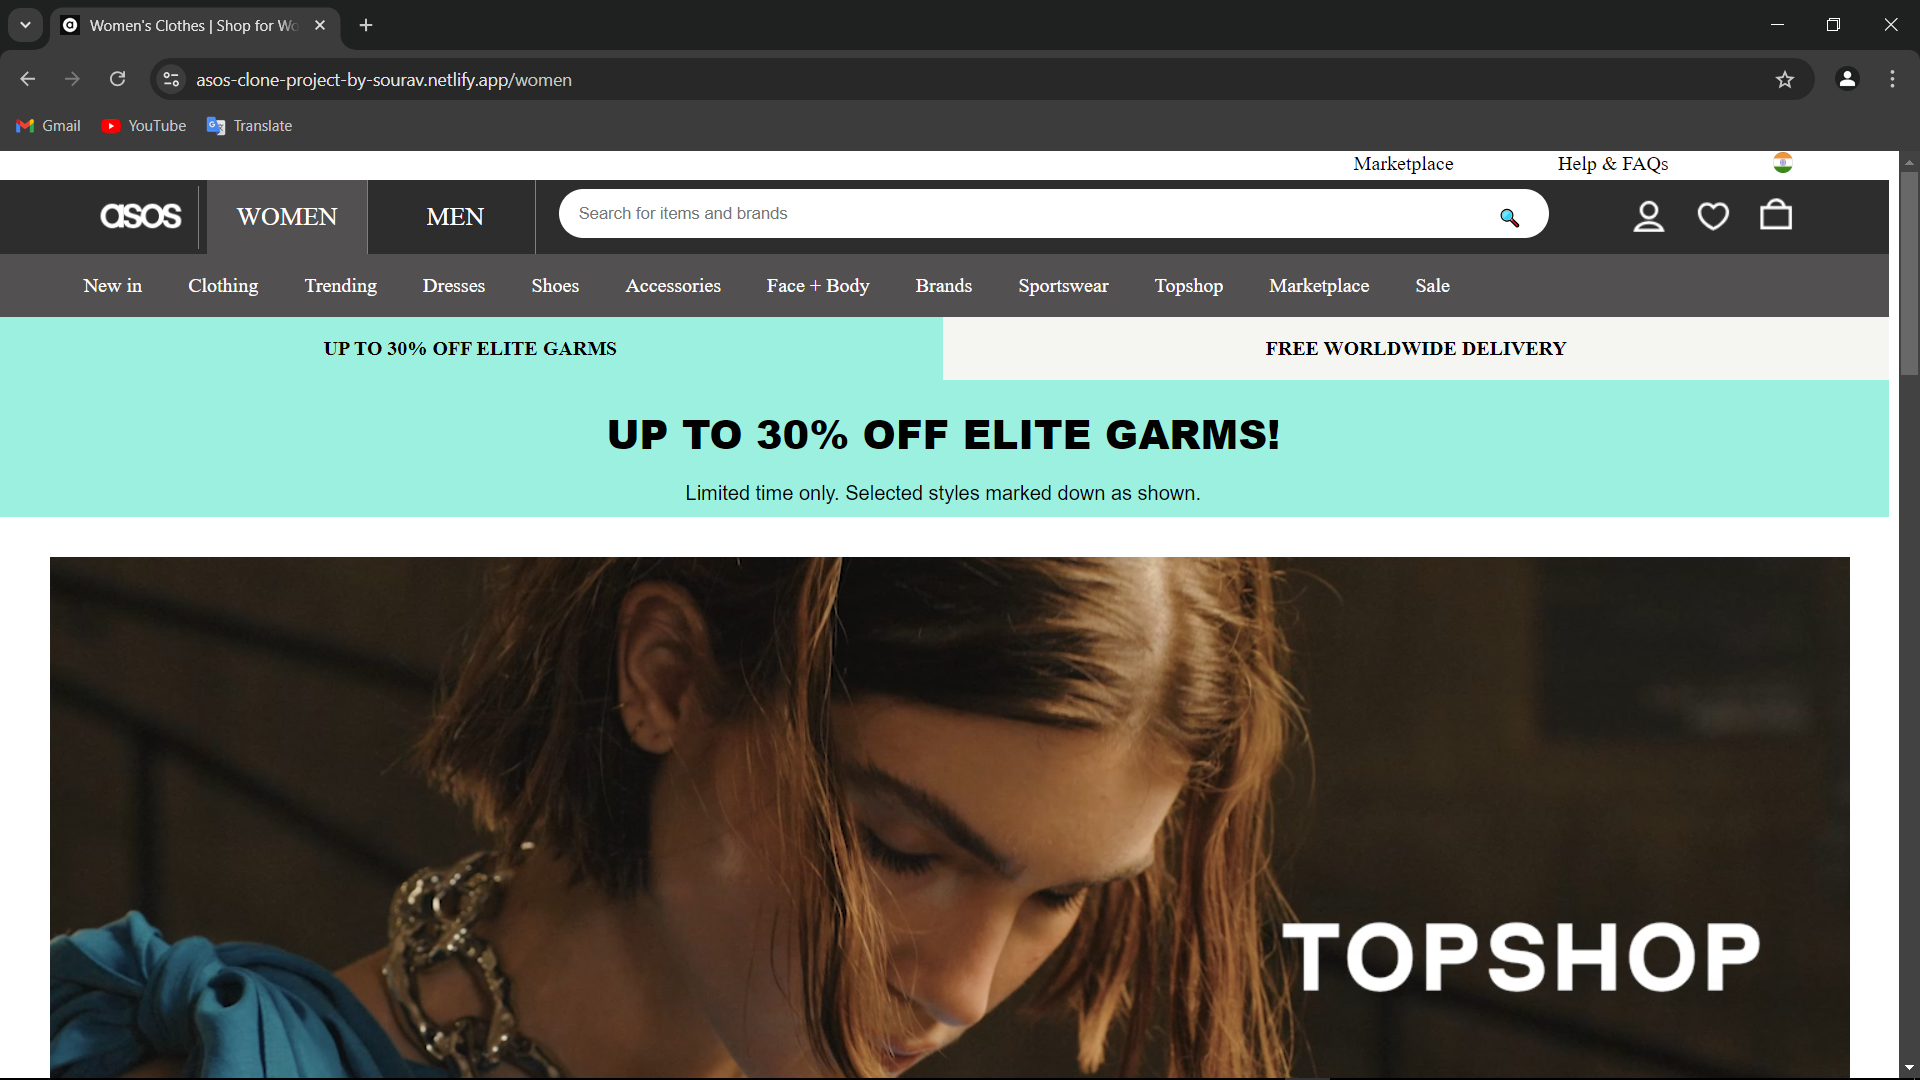 Women's Clothes | Shop for Wo
asos-clone-project-by-sourav.netlify.app/women
Gmail YouTube Translate
Marketplace Help & FAQs
asos WOMEN MEN Search for items and brands
New in Clothing Trending Dresses Shoes Accessories Face + Body Brands Sportswear Topshop Marketplace Sale
UP TO 30% OFF ELITE GARMS FREE WORLDWIDE DELIVERY
UP TO 30% OFF ELITE GARMS!
Limited time only. Selected styles marked down as shown.
TOPSHOP